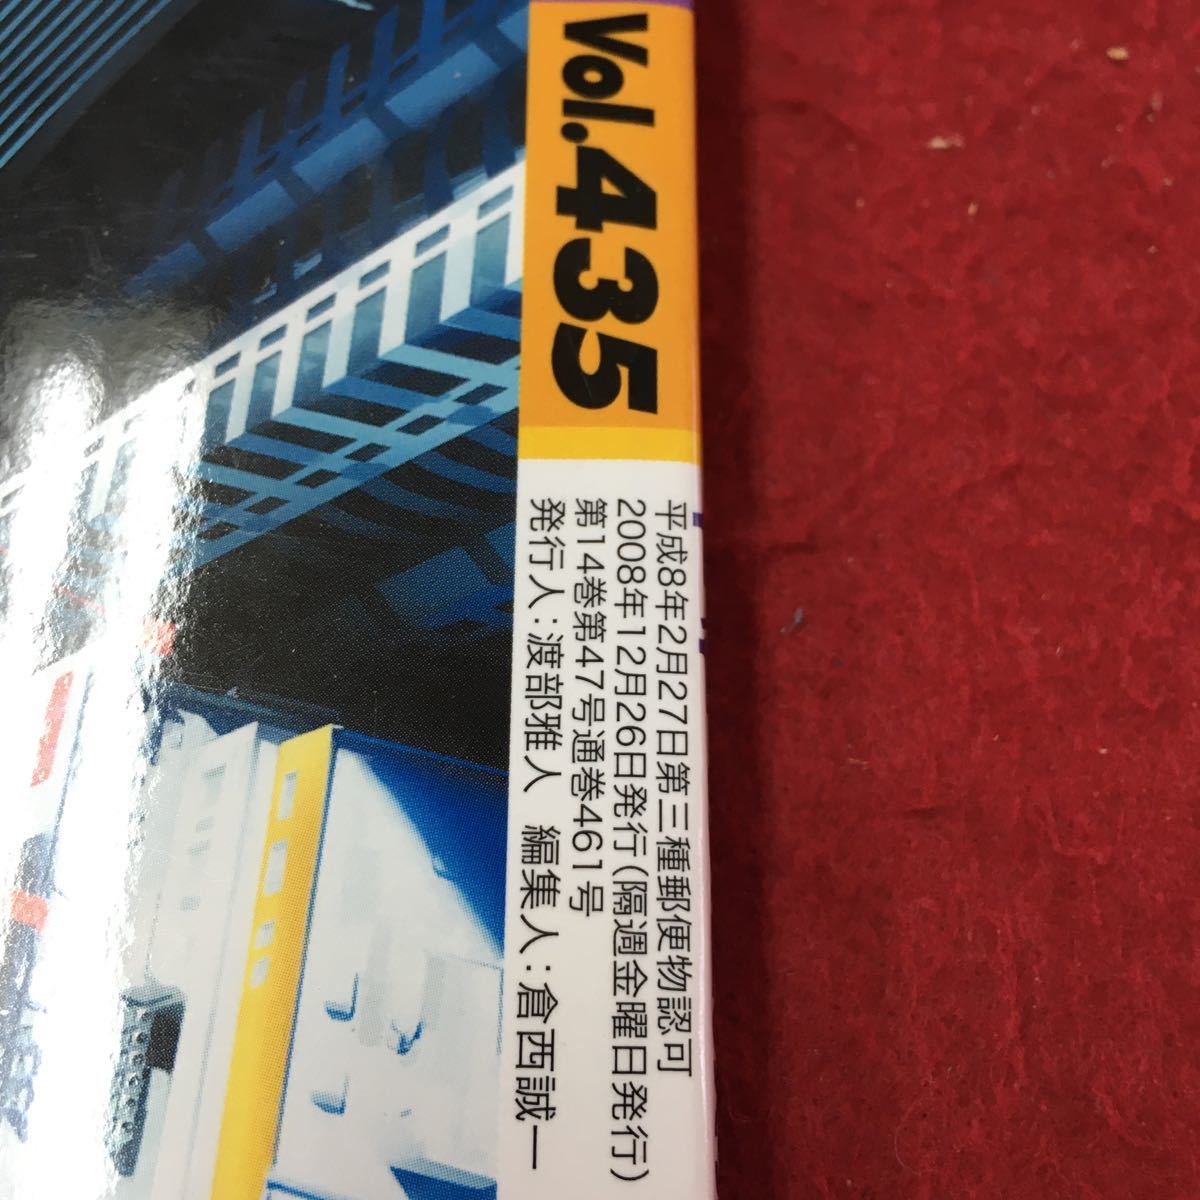 Vol.435
平成8年2月27日第三種郵便物認可
2008年12月26日発行(隔週金曜日発行)
第14巻第47号通巻461号
発行人:渡部雅人 編集人:倉西誠一